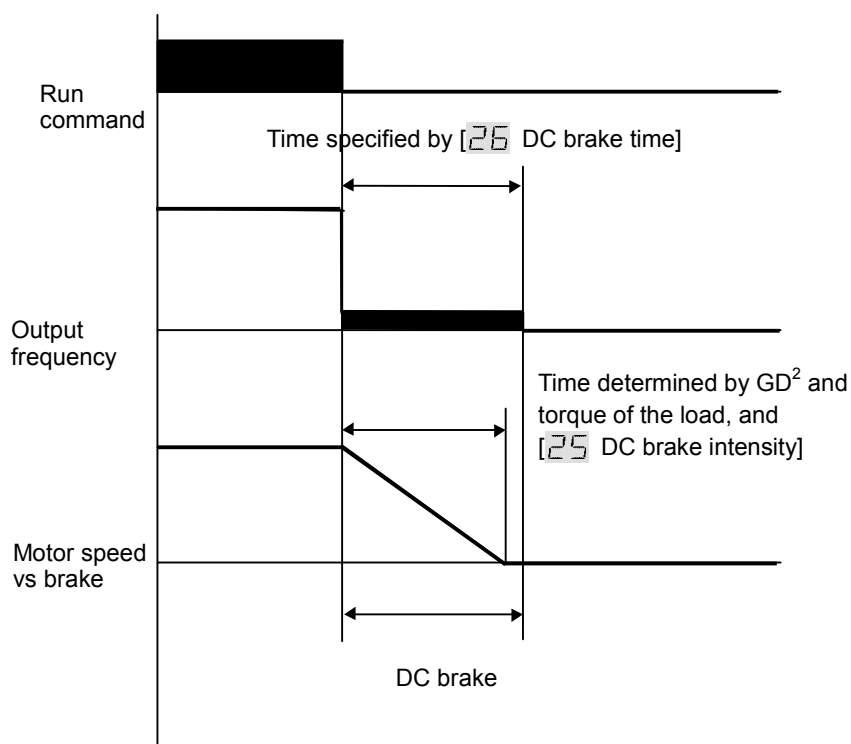 Run
command
Time specified by [26 DC brake time]
Output
frequency
Time determined by GD² and
torque of the load, and
[25 DC brake intensity]
Motor speed
vs brake
DC brake